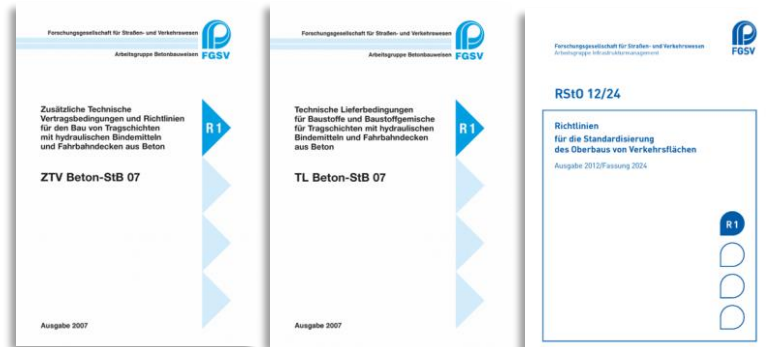 Forschungsgesellschaft für Straßen- und Verkehrswesen
FGSV
Arbeitsgruppe Betonbauweisen
Zusätzliche Technische
Vertragsbedingungen und Richtlinien
für den Bau von Tragschichten
mit hydraulischen Bindemitteln
und Fahrbahndecken aus Beton
R 1
ZTV Beton-StB 07
Ausgabe 2007
Forschungsgesellschaft für Straßen- und Verkehrswesen
FGSV
Arbeitsgruppe Betonbauweisen
Technische Lieferbedingungen
für Baustoffe und Baustoffgemische
für Tragschichten mit hydraulischen
Bindemitteln und Fahrbahndecken
aus Beton
R 1
TL Beton-StB 07
Ausgabe 2007
Forschungsgesellschaft für Straßen- und Verkehrswesen
Arbeitsgruppe Infrastrukturmanagement
FGSV
RStO 12/24
Richtlinien
für die Standardisierung
des Oberbaus von Verkehrsflächen
Ausgabe 2012/Fassung 2024
R 1